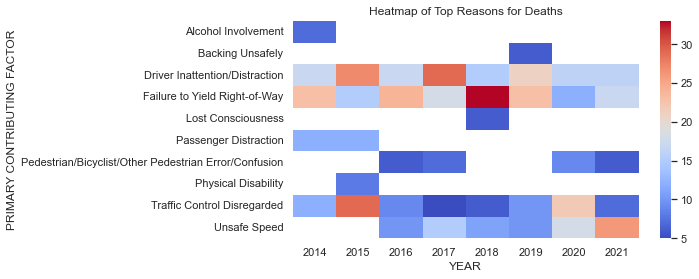 Heatmap of Top Reasons for Deaths
PRIMARY CONTRIBUTING FACTOR
Alcohol Involvement
Backing Unsafely
Driver Inattention/Distraction
Failure to Yield Right-of-Way
Lost Consciousness
Passenger Distraction
Pedestrian/Bicyclist/Other Pedestrian Error/Confusion
Physical Disability
Traffic Control Disregarded
Unsafe Speed
2014 2015 2016 2017 2018 2019 2020 2021
YEAR
30
25
20
15
10
5